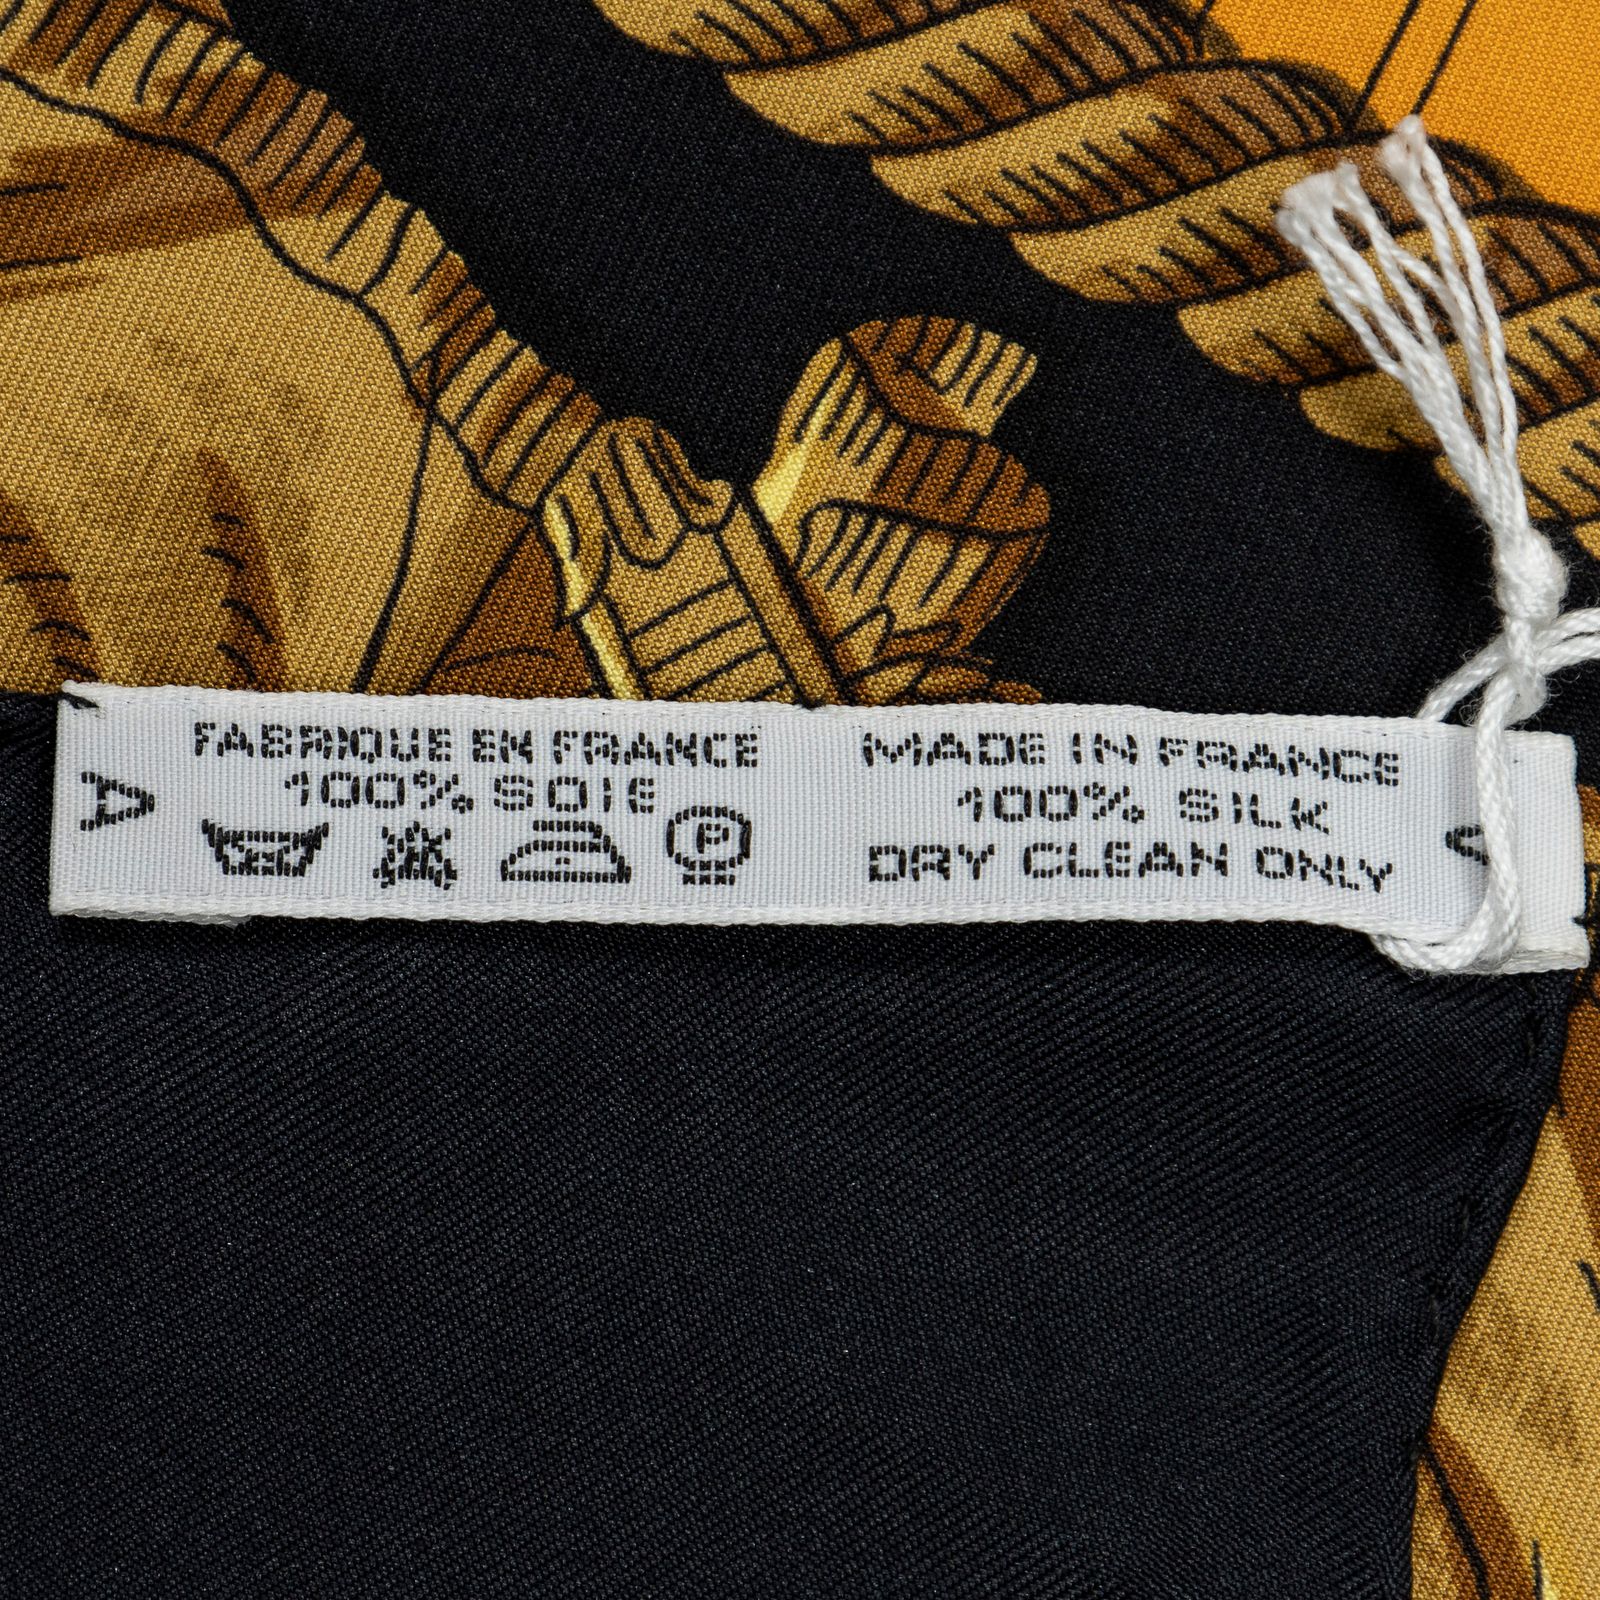 FABRIQUE EN FRANCE
100% SOIE
P
A
MADE IN FRANCE
100% SILK
DRY CLEAN ONLY